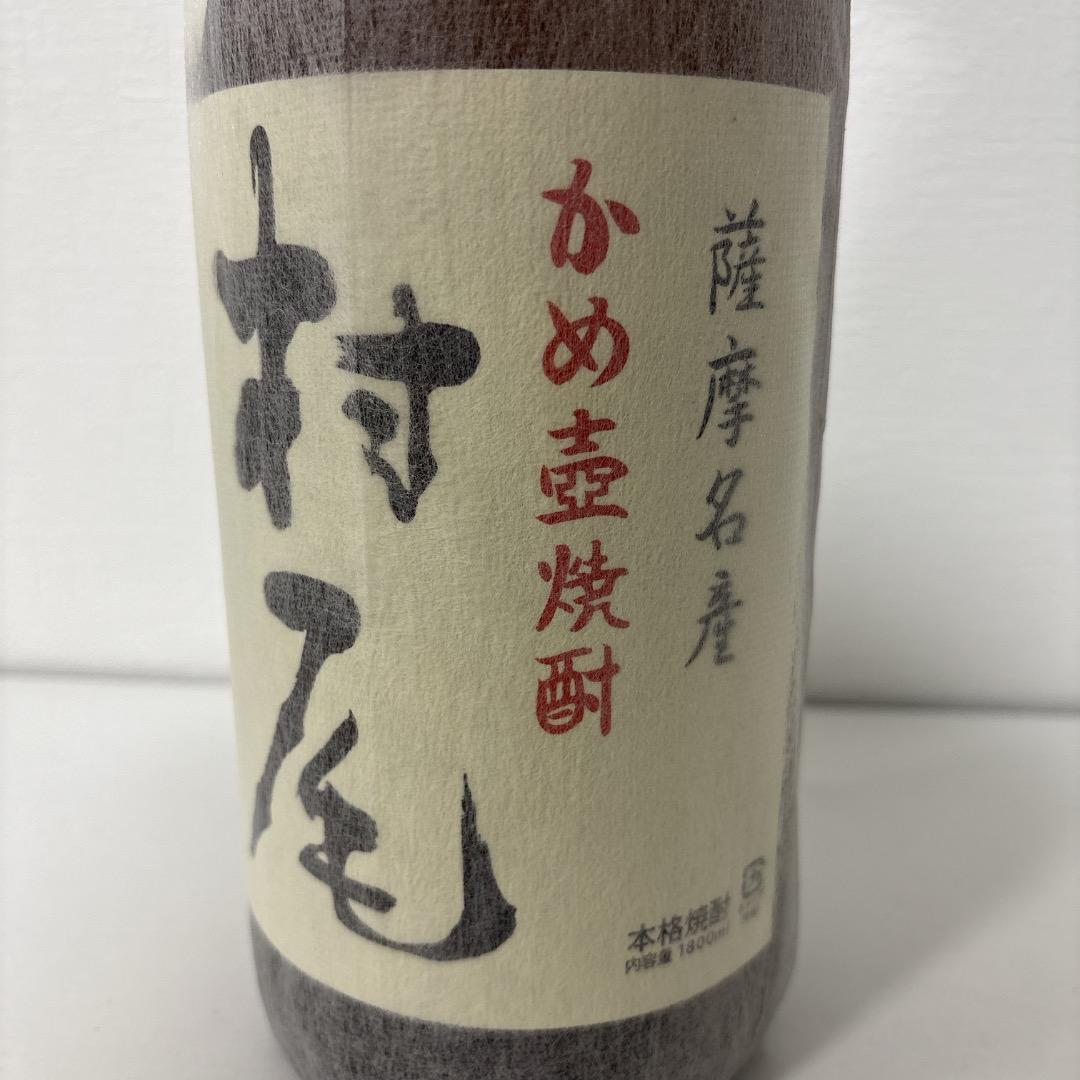 薩摩名産
かめ壺焼酎
村尾
本格焼酎
内容量 1800ml